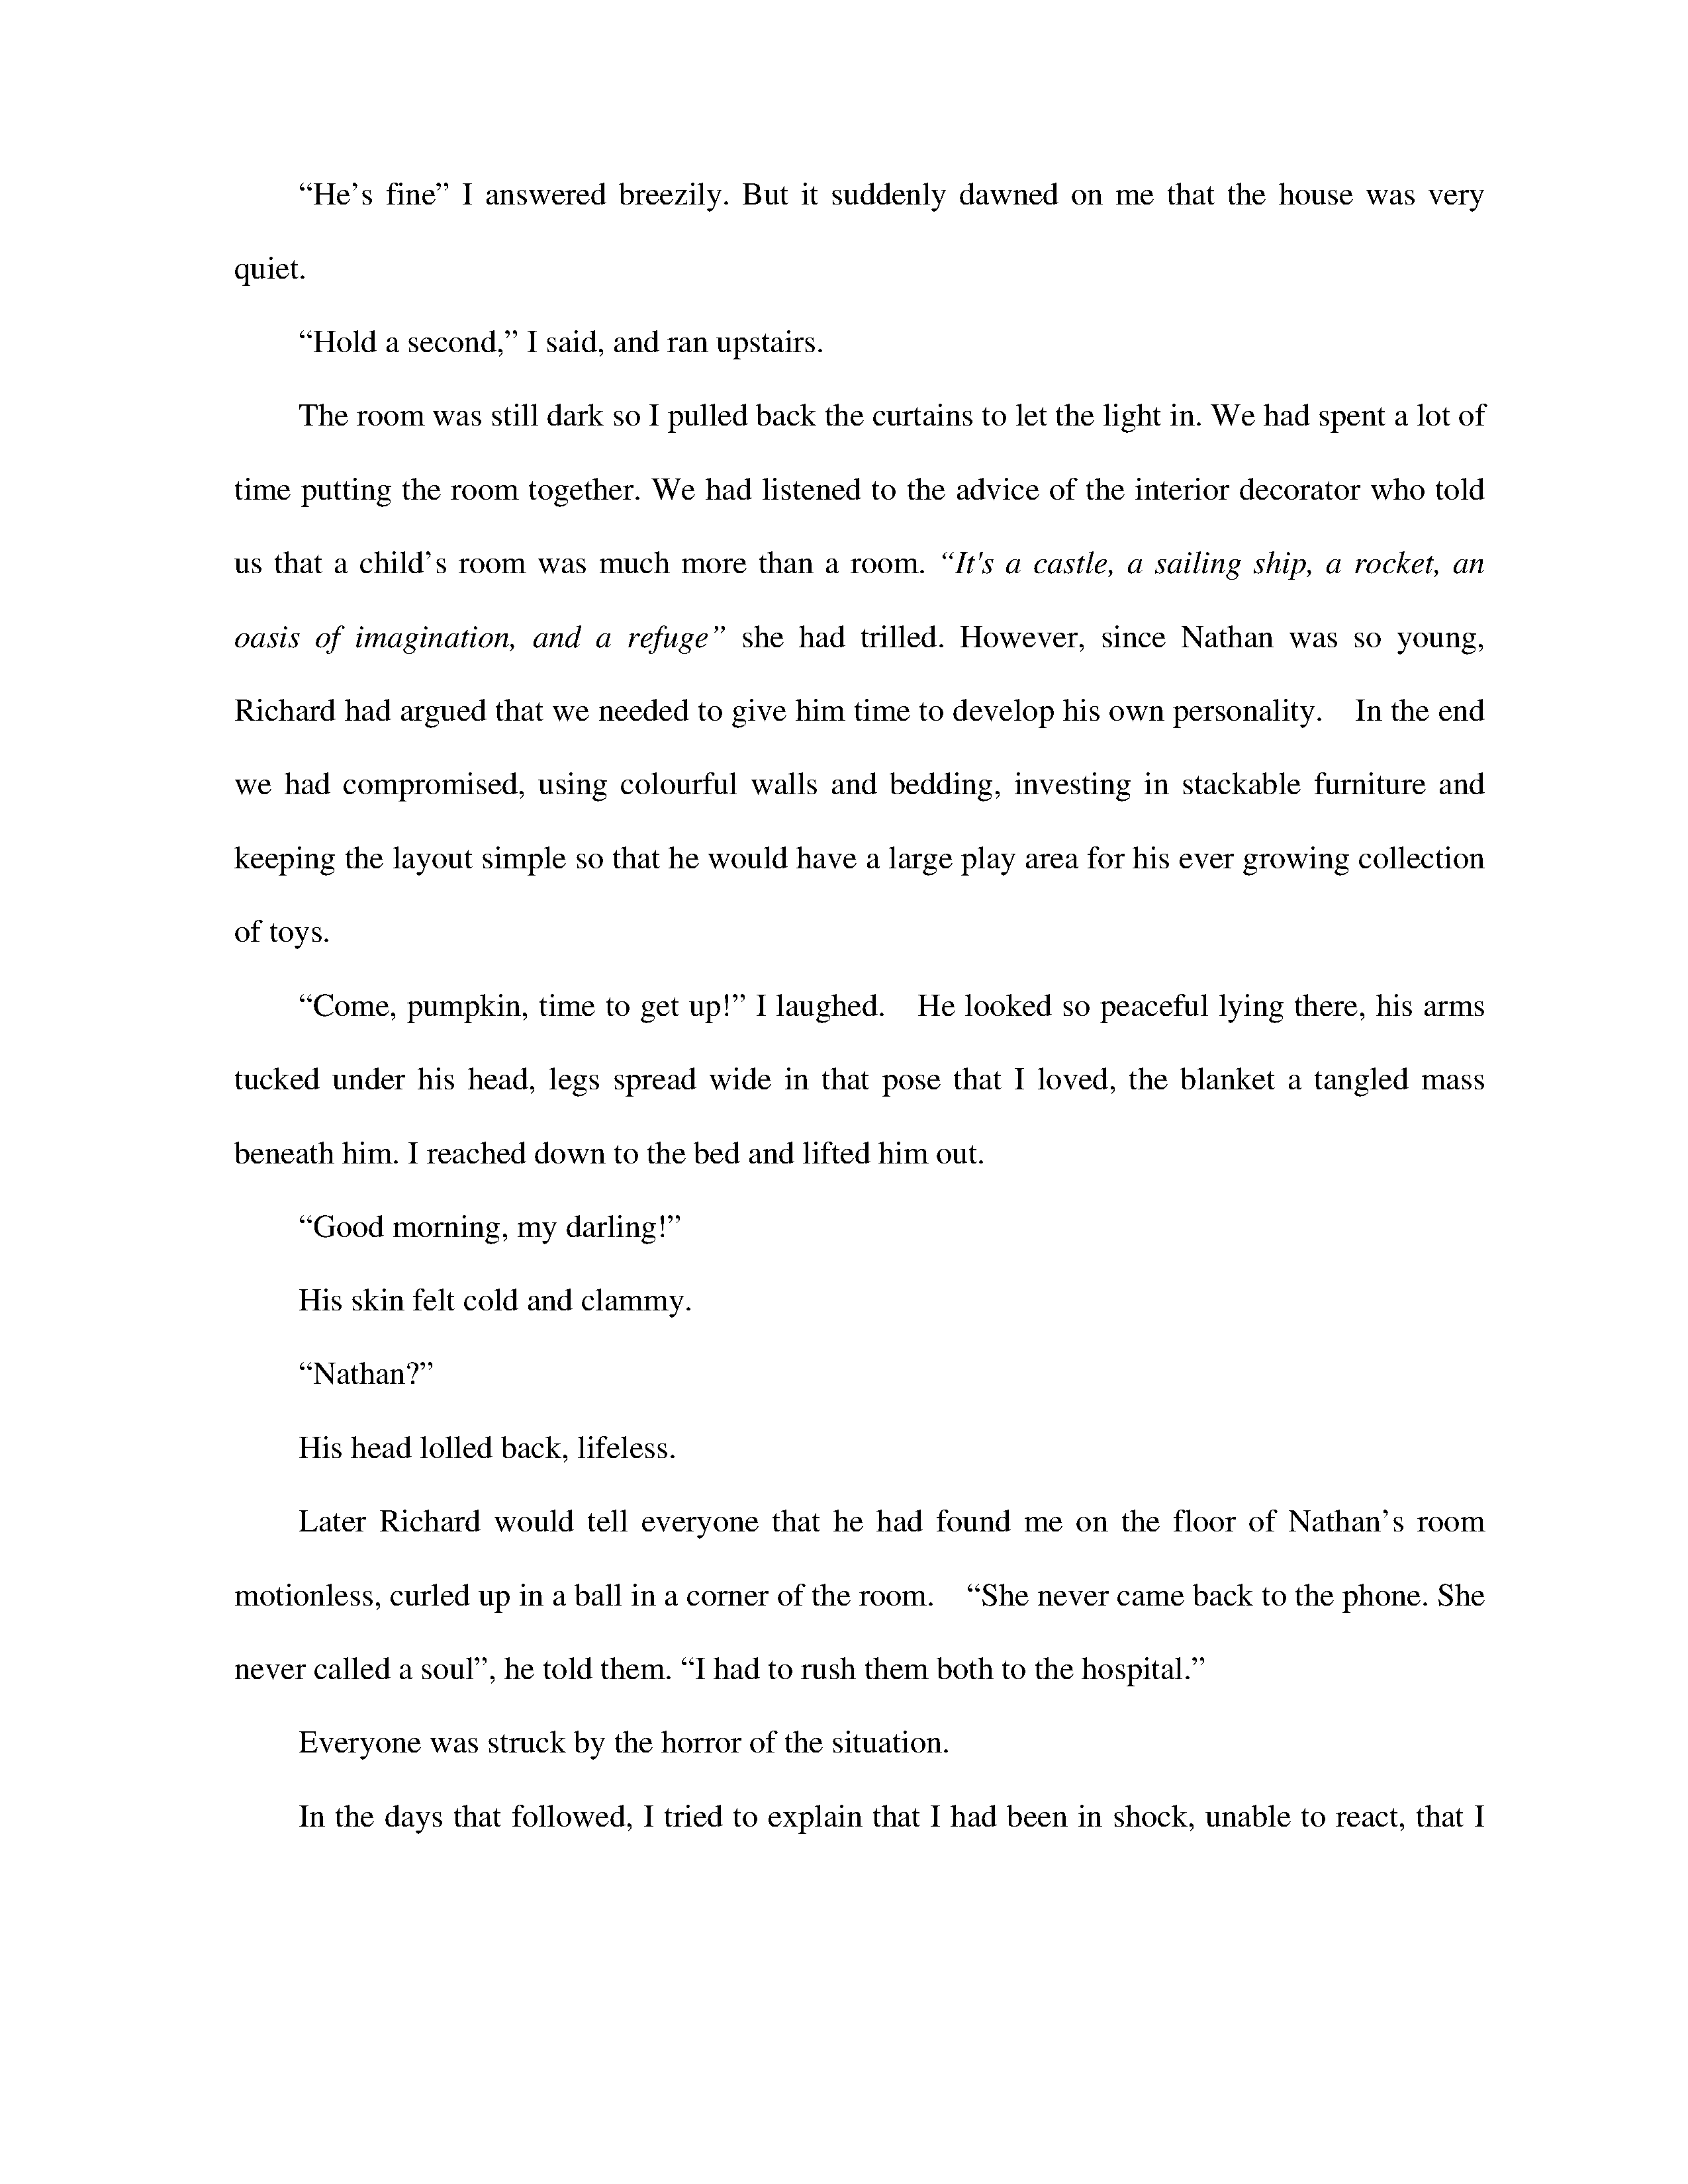 “He’s fine” I answered breezily. But it suddenly dawned on me that the house was very
quiet.
“Hold a second,” I said, and ran upstairs.
The room was still dark so I pulled back the curtains to let the light in. We had spent a lot of
time putting the room together. We had listened to the advice of the interior decorator who told
us that a child’s room was much more than a room. “It's a castle, a sailing ship, a rocket, an
oasis of imagination, and a refuge” she had trilled. However, since Nathan was so young,
Richard had argued that we needed to give him time to develop his own personality. In the end
we had compromised, using colourful walls and bedding, investing in stackable furniture and
keeping the layout simple so that he would have a large play area for his ever growing collection
of toys.
“Come, pumpkin, time to get up!” I laughed. He looked so peaceful lying there, his arms
tucked under his head, legs spread wide in that pose that I loved, the blanket a tangled mass
beneath him. I reached down to the bed and lifted him out.
“Good morning, my darling!”
His skin felt cold and clammy.
“Nathan?”
His head lolled back, lifeless.
Later Richard would tell everyone that he had found me on the floor of Nathan’s room
motionless, curled up in a ball in a corner of the room. “She never came back to the phone. She
never called a soul”, he told them. “I had to rush them both to the hospital.”
Everyone was struck by the horror of the situation.
In the days that followed, I tried to explain that I had been in shock, unable to react, that I